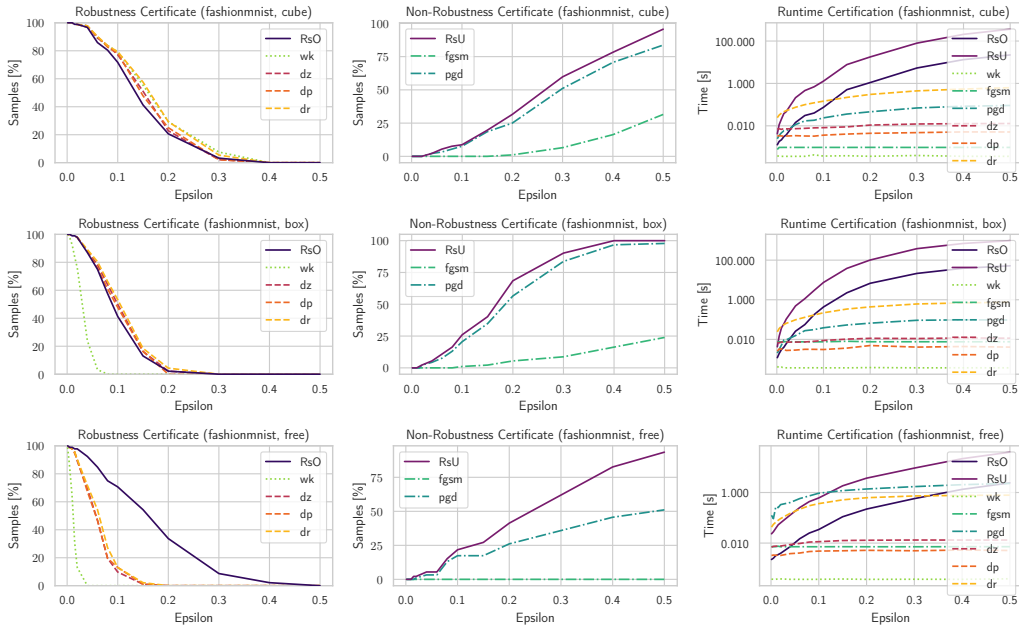 Robustness Certificate (fashionmnist, cube)
100
80
60
40
20
0
Samples [%]
RsO
wk
dz
dp
dr
0.0 0.1 0.2 0.3 0.4 0.5
Epsilon
Non-Robustness Certificate (fashionmnist, cube)
100
75
50
25
0
Samples [%]
RsU
fgsm
pgd
0.0 0.1 0.2 0.3 0.4 0.5
Epsilon
Runtime Certification (fashionmnist, cube)
100.000
1.000
0.010
Time [s]
RsO
RsU
wk
fgsm
pgd
dz
dp
dr
0.0 0.1 0.2 0.3 0.4 0.5
Epsilon
Robustness Certificate (fashionmnist, box)
100
80
60
40
20
0
Samples [%]
RsO
wk
dz
dp
dr
0.0 0.1 0.2 0.3 0.4 0.5
Epsilon
Non-Robustness Certificate (fashionmnist, box)
100
75
50
25
0
Samples [%]
RsU
fgsm
pgd
0.0 0.1 0.2 0.3 0.4 0.5
Epsilon
Runtime Certification (fashionmnist, box)
100.000
1.000
0.010
Time [s]
RsO
RsU
wk
fgsm
pgd
dz
dp
dr
0.0 0.1 0.2 0.3 0.4 0.5
Epsilon
Robustness Certificate (fashionmnist, free)
100
80
60
40
20
0
Samples [%]
RsO
wk
dz
dp
dr
0.0 0.1 0.2 0.3 0.4 0.5
Epsilon
Non-Robustness Certificate (fashionmnist, free)
75
50
25
0
Samples [%]
RsU
fgsm
pgd
0.0 0.1 0.2 0.3 0.4 0.5
Epsilon
Runtime Certification (fashionmnist, free)
1.000
0.010
Time [s]
RsO
RsU
wk
fgsm
pgd
dz
dp
dr
0.0 0.1 0.2 0.3 0.4 0.5
Epsilon